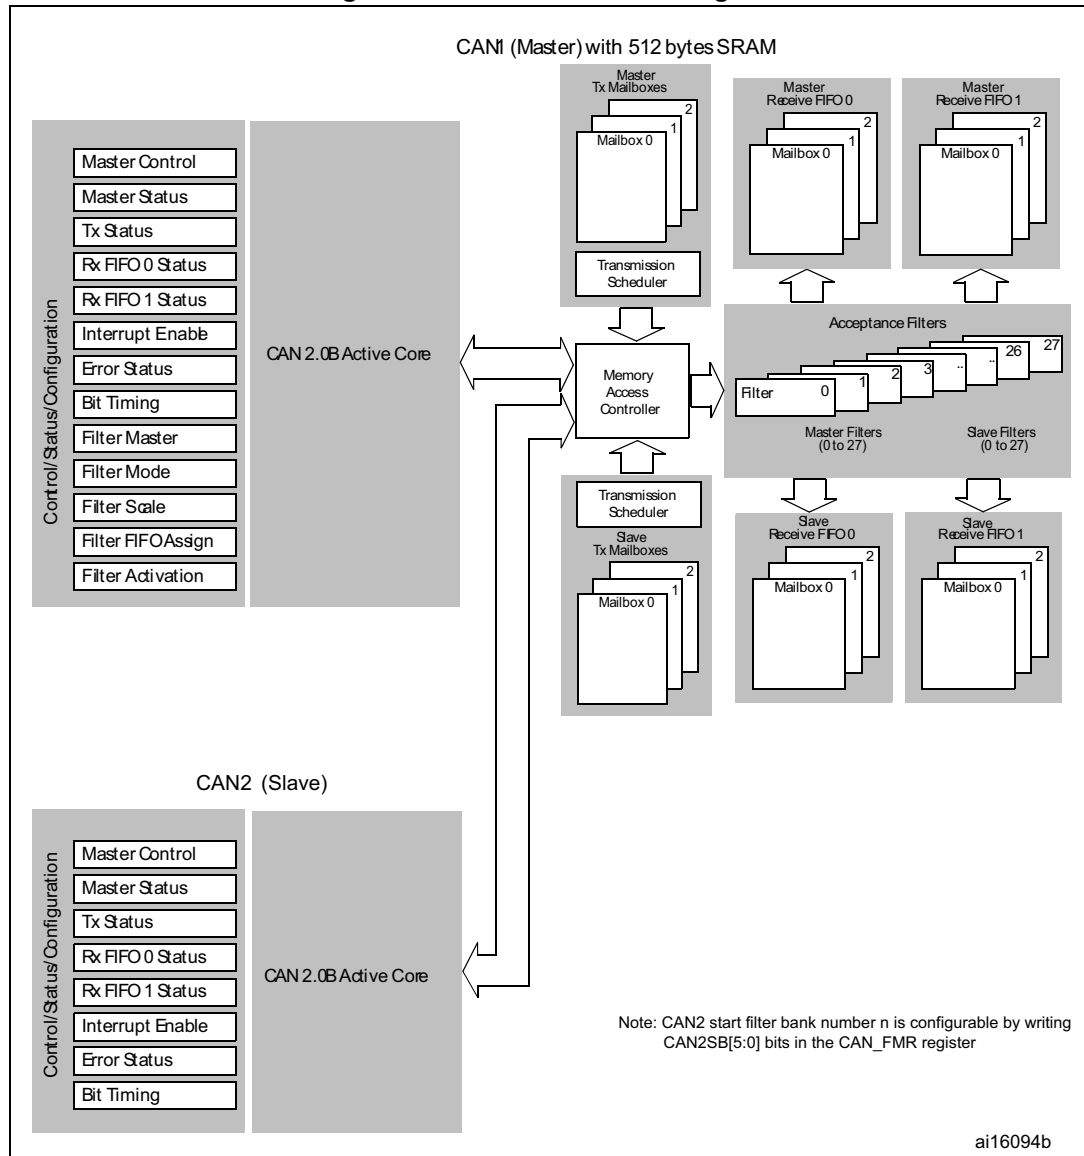 CAN1 (Master) with 512 bytes SRAM
Master
Tx Mailboxes
2
1
Mailbox 0
Transmission
Scheduler
Master
Receive FIFO 0
2
1
Mailbox 0
Master
Receive FIFO 1
2
1
Mailbox 0
Control/Status/Configuration
Master Control
Master Status
Tx Status
Rx FIFO 0 Status
Rx FIFO 1 Status
Interrupt Enable
Error Status
Bit Timing
Filter Master
Filter Mode
Filter Scale
Filter FIFO Assign
Filter Activation
CAN 2.0B Active Core
Memory
Access
Controller
Acceptance Filters
Filter 0 1 2 3 .. .. 26 27
Master Filters
(0 to 27)
Slave Filters
(0 to 27)
Transmission
Scheduler
Slave
Tx Mailboxes
2
1
Mailbox 0
Slave
Receive FIFO 0
2
1
Mailbox 0
Slave
Receive FIFO 1
2
1
Mailbox 0
CAN2 (Slave)
Control/Status/Configuration
Master Control
Master Status
Tx Status
Rx FIFO 0 Status
Rx FIFO 1 Status
Interrupt Enable
Error Status
Bit Timing
CAN 2.0B Active Core
Note: CAN2 start filter bank number n is configurable by writing
CAN2SB[5:0] bits in the CAN_FMR register
ai16094b